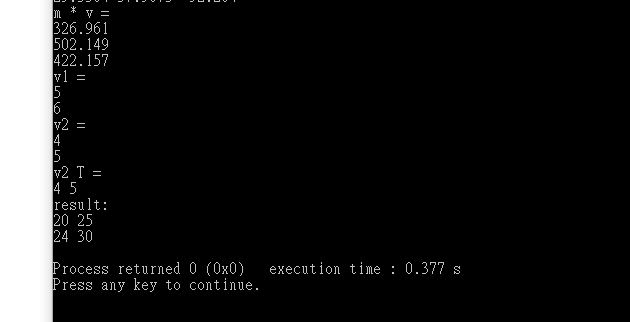 m * v =
326.961
502.149
422.157
v1 =
5
6
v2 =
4
5
v2 T =
4 5
result:
20 25
24 30
Process returned 0 (0x0)   execution time : 0.377 s
Press any key to continue.